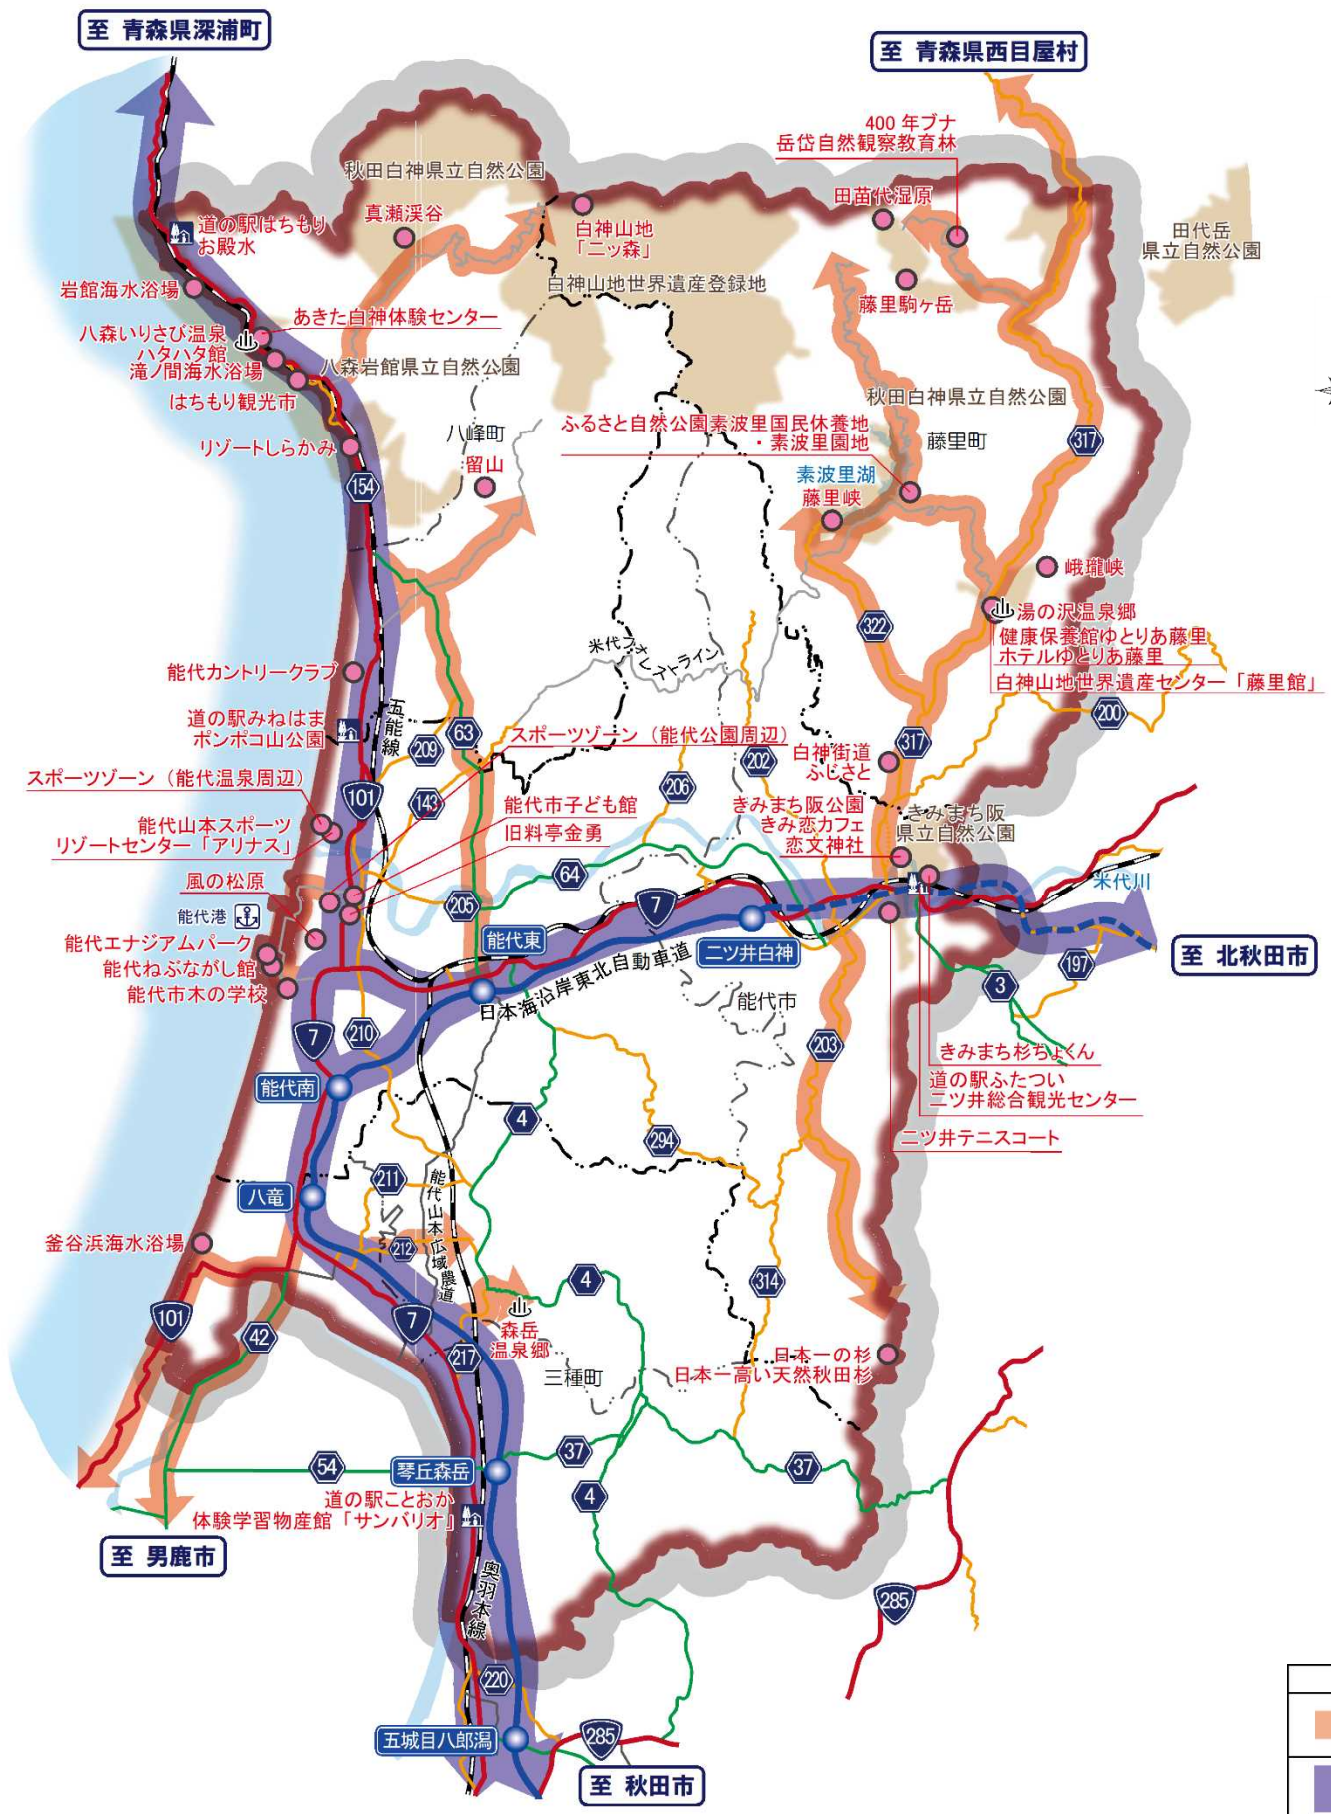 至 青森県深浦町
至 青森県西目屋村
400 年ブナ
岳岱自然観察教育林
秋田白神県立自然公園
田苗代湿原
真瀬渓谷
道の駅はちもり
お殿水
白神山地
「二ッ森」
田代岳
県立自然公園
白神山地世界遺産登録地
岩館海水浴場
藤里駒ヶ岳
あきた白神体験センター
八森いりさび温泉
ハタハタ館
滝ノ間海水浴場
八森岩館県立自然公園
はちもり観光市
秋田白神県立自然公園
ふるさと自然公園素波里国民休養地
・素波里園地
八峰町
藤里町
317
リゾートしらかみ
留山
素波里湖
154
藤里峡
峨瓏峡
湯の沢温泉郷
322
健康保養館ゆとりあ藤里
ホテルゆとりあ藤里
米代フォレストライン
能代カントリークラブ
白神山地世界遺産センター「藤里館」
200
五能線
道の駅みねはま
ポンポコ山公園
209
63
スポーツゾーン（能代公園周辺）
202
317
白神街道
ふじさと
スポーツゾーン（能代温泉周辺）
101
143
206
能代市子ども館
きみまち阪公園
きみ恋カフェ
恋文神社
きみまち阪
県立自然公園
能代山本スポーツ
リゾートセンター「アリナス」
旧料亭金勇
64
風の松原
米代川
205
7
能代港
能代東
能代エナジアムパーク
二ツ井白神
至 北秋田市
能代ねぶながし館
197
能代市木の学校
日本海沿岸東北自動車道
3
能代市
7
210
203
きみまち杉ちょくん
能代南
道の駅ふたつい
二ツ井総合観光センター
4
294
二ツ井テニスコート
211
八竜
能代山本広域農道
釜谷浜海水浴場
212
4
314
101
7
42
森岳
温泉郷
217
三種町
日本一の杉
日本一高い天然秋田杉
54
37
37
琴丘森岳
4
道の駅ことおか
体験学習物産館「サンバリオ」
至 男鹿市
奥羽本線
285
220
五城目八郎潟
285
至 秋田市